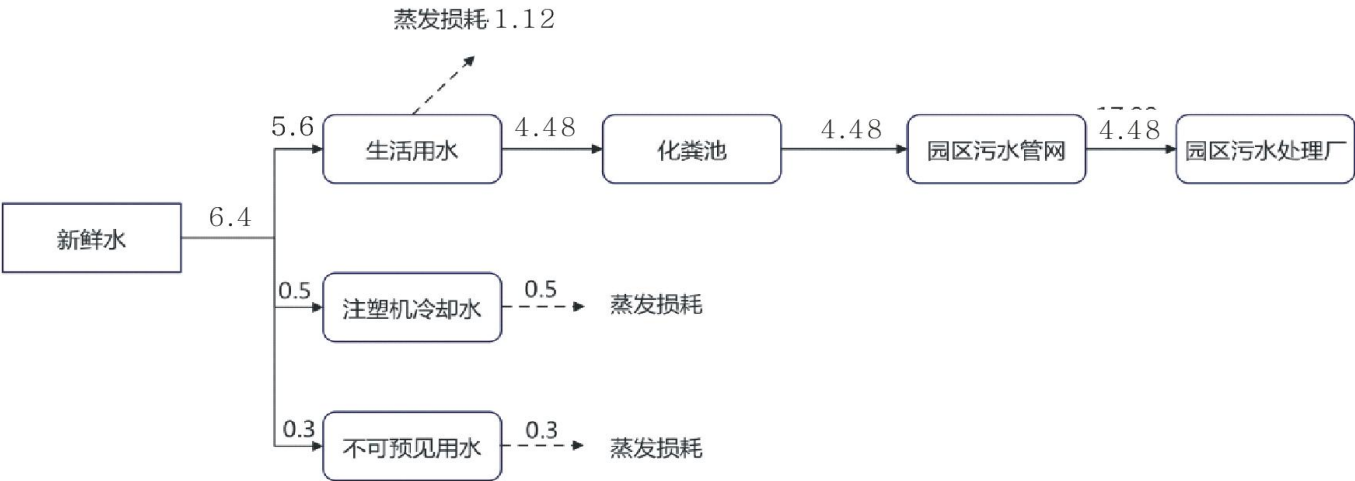 蒸发损耗 1.12
5.6
生活用水
4.48
化粪池
4.48
园区污水管网
4.48
园区污水处理厂
新鲜水
6.4
0.5
注塑机冷却水
0.5
蒸发损耗
0.3
不可预见用水
0.3
蒸发损耗